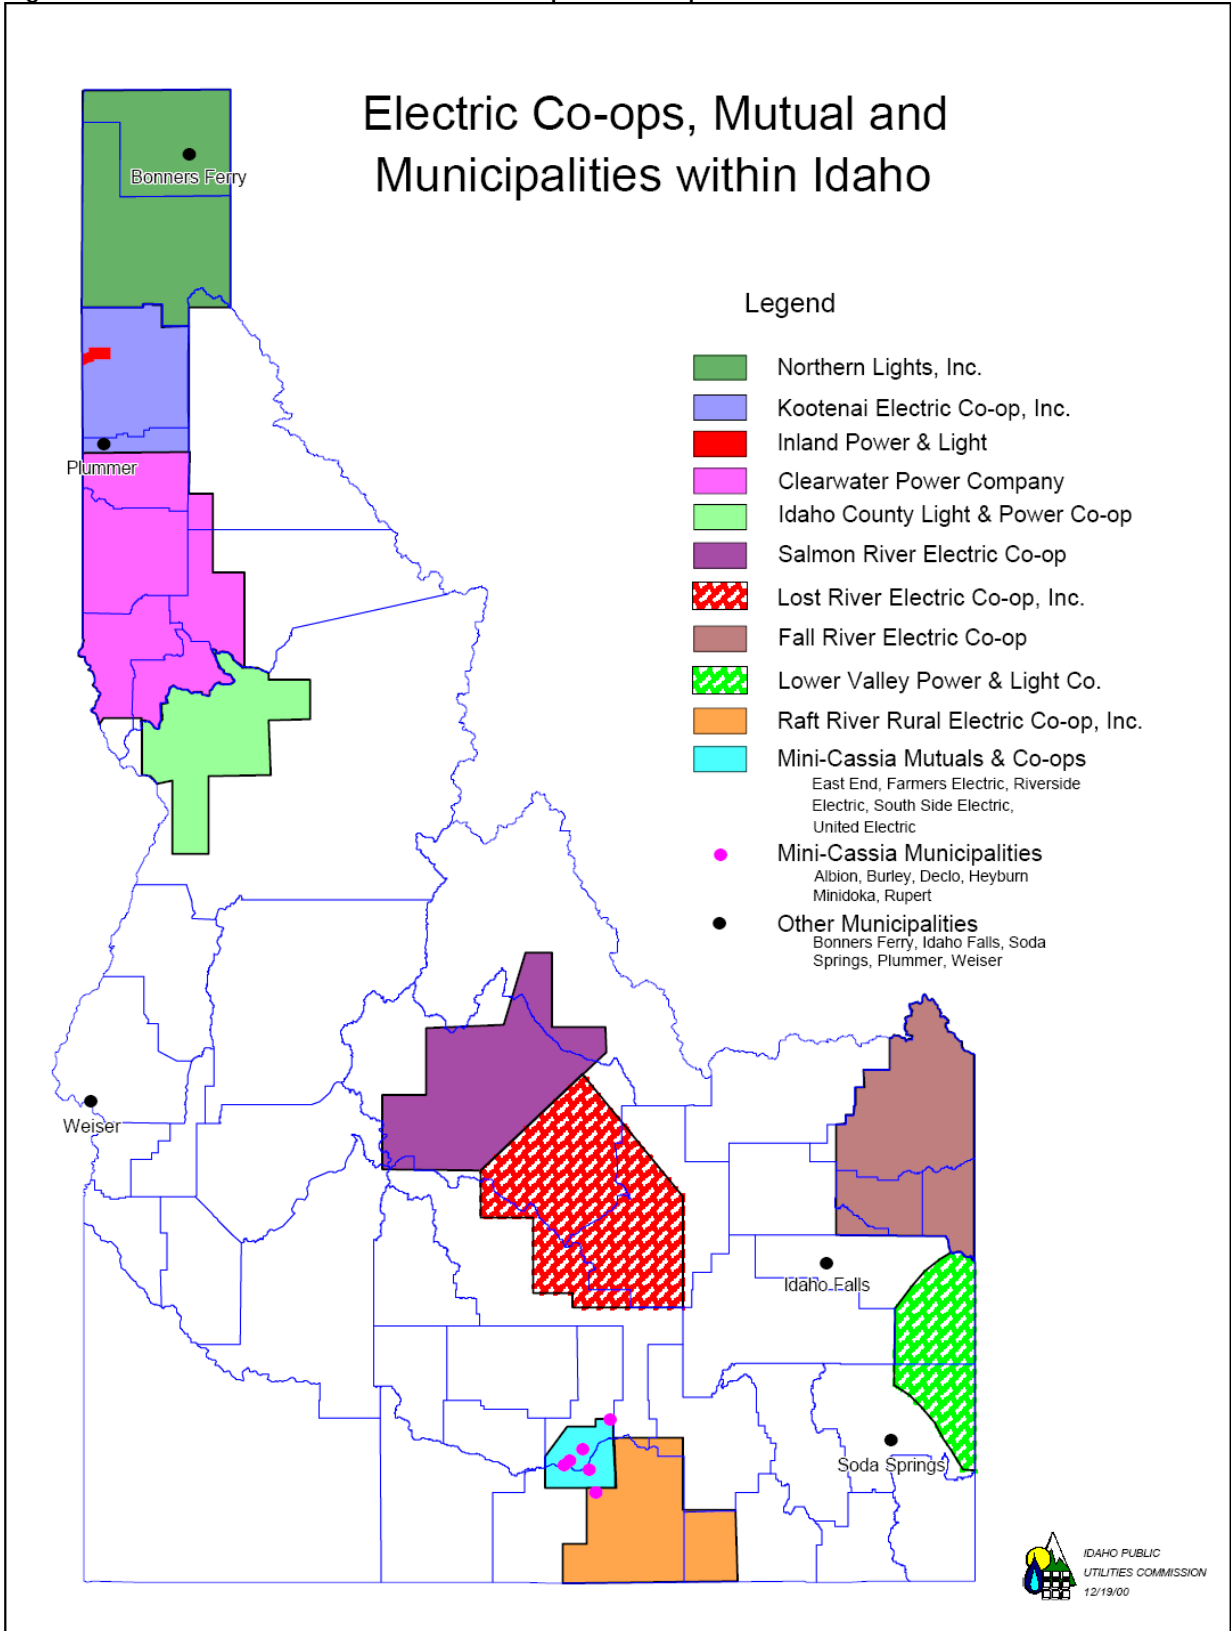 Electric Co-ops, Mutual and
Municipalities within Idaho
Bonners Ferry
Plummer
Weiser
Idaho Falls
Soda Springs
Legend
Northern Lights, Inc.
Kootenai Electric Co-op, Inc.
Inland Power & Light
Clearwater Power Company
Idaho County Light & Power Co-op
Salmon River Electric Co-op
Lost River Electric Co-op, Inc.
Fall River Electric Co-op
Lower Valley Power & Light Co.
Raft River Rural Electric Co-op, Inc.
Mini-Cassia Mutuals & Co-ops
East End, Farmers Electric, Riverside
Electric, South Side Electric,
United Electric
Mini-Cassia Municipalities
Albion, Burley, Declo, Heyburn
Minidoka, Rupert
Other Municipalities
Bonners Ferry, Idaho Falls, Soda
Springs, Plummer, Weiser
IDAHO PUBLIC
UTILITIES COMMISSION
12/19/00